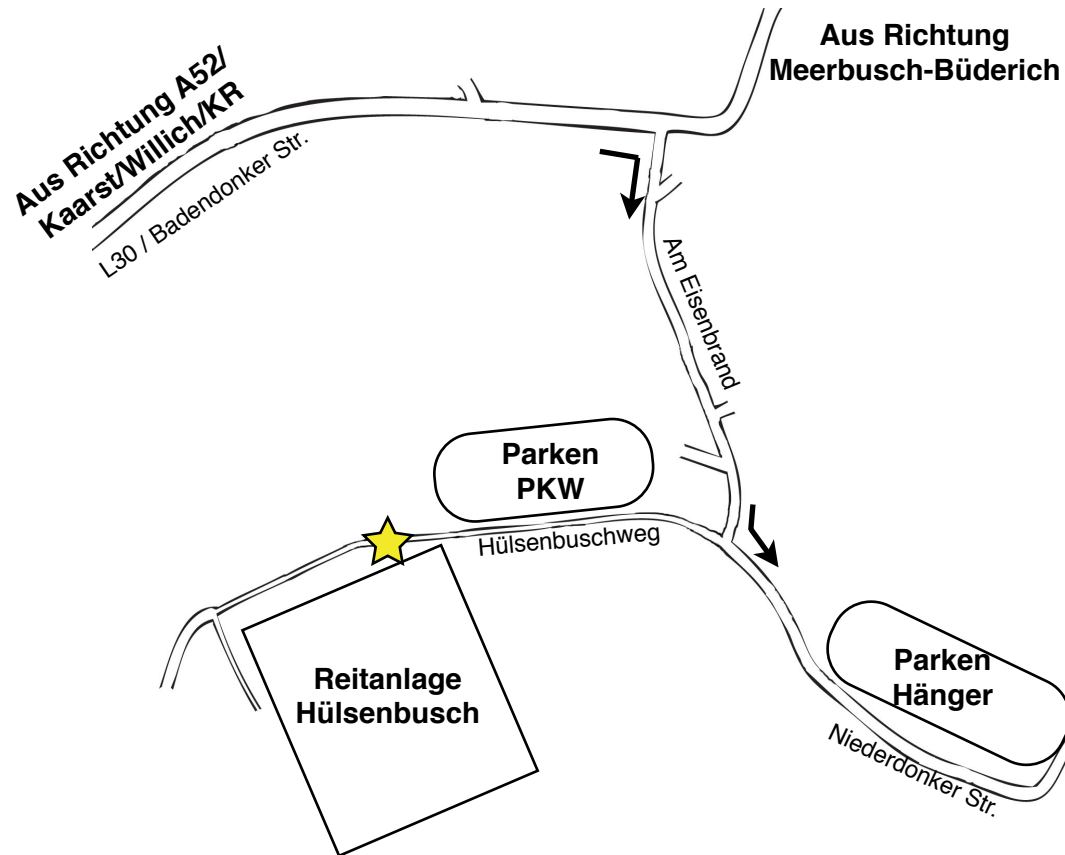 Aus Richtung
Meerbusch-Büderich
Aus Richtung A52/
Kaarst/Willich/KR
L30 / Badendonker Str.
Am Eisenbrand
Parken
PKW
Hülsenbuschweg
Reitanlage
Hülsenbusch
Parken
Hänger
Niederdonker Str.